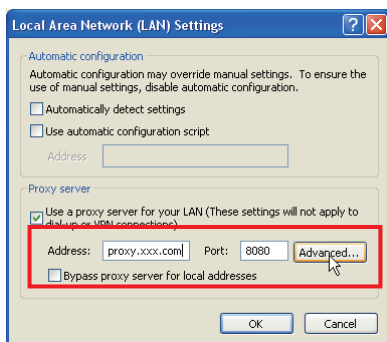 Local Area Network (LAN) Settings
Automatic configuration
Automatic configuration may override manual settings. To ensure the
use of manual settings, disable automatic configuration.
Automatically detect settings
Use automatic configuration script
Address
Proxy server
Use a proxy server for your LAN (These settings will not apply to
dial-up or VPN connections).
Address: proxy.xxx.com Port: 8080 Advanced...
Bypass proxy server for local addresses
OK Cancel